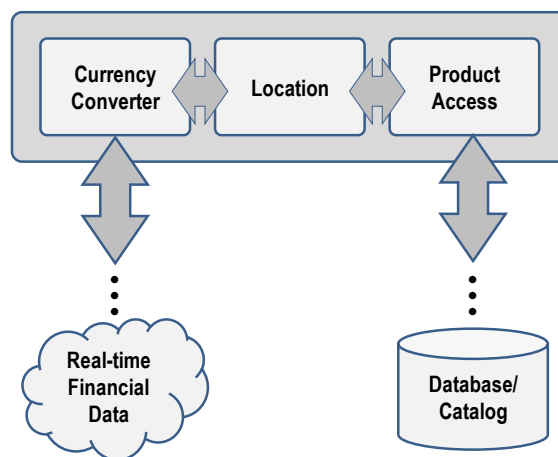 Currency
Converter
Location
Product
Access
Real-time
Financial
Data
Database/
Catalog